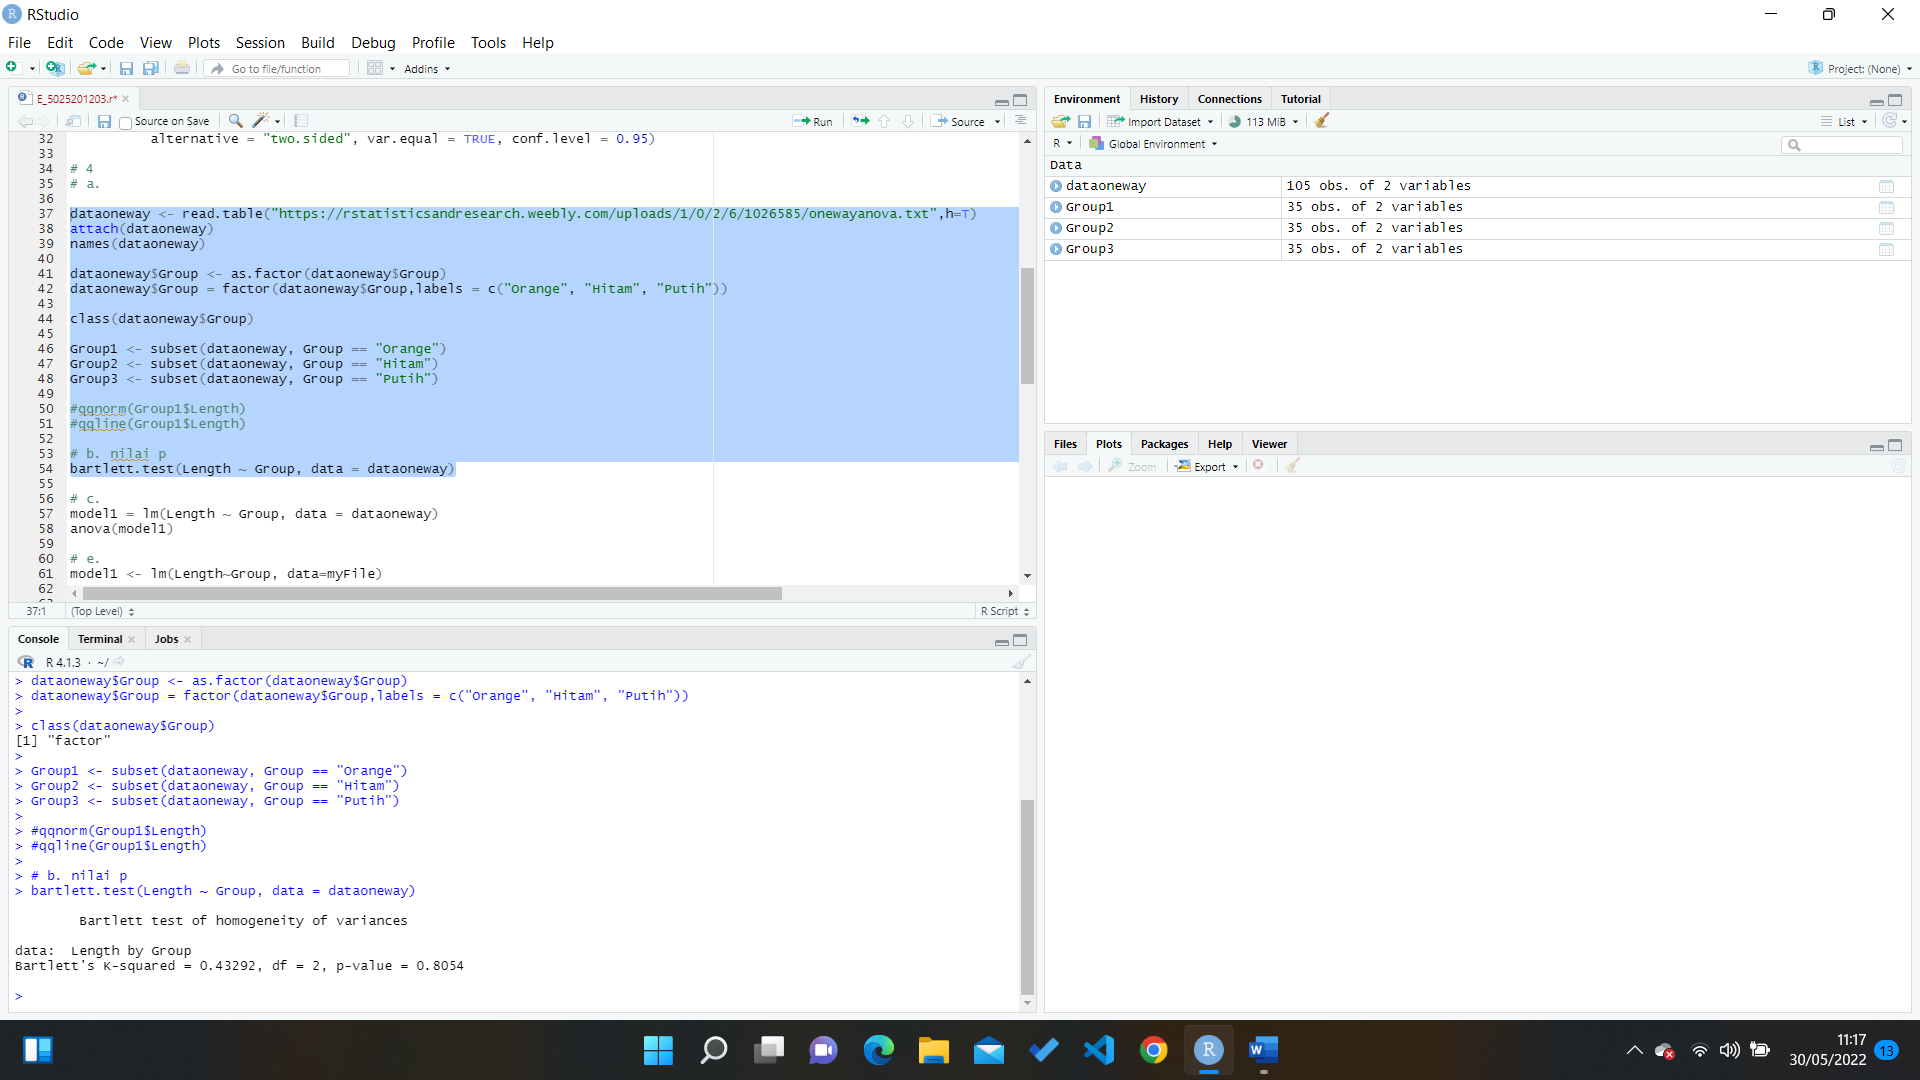 RStudio
File Edit Code View Plots Session Build Debug Profile Tools Help
Go to file/function Addins Project: (None)
E_5025201203.r*
Source on Save Run Source
32 alternative = "two.sided", var.equal = TRUE, conf.level = 0.95)
33
34 # 4
35 # a.
36
37 dataoneway <- read.table("https://rstatisticsandresearch.weebly.com/uploads/1/0/2/6/1026585/onewayanova.txt",h=T)
38 attach(dataoneway)
39 names(dataoneway)
40
41 dataoneway$Group <- as.factor(dataoneway$Group)
42 dataoneway$Group = factor(dataoneway$Group,labels = c("Orange", "Hitam", "Putih"))
43
44 class(dataoneway$Group)
45
46 Group1 <- subset(dataoneway, Group == "Orange")
47 Group2 <- subset(dataoneway, Group == "Hitam")
48 Group3 <- subset(dataoneway, Group == "Putih")
49
50 #qqnorm(Group1$Length)
51 #qqline(Group1$Length)
52
53 # b. nilai p
54 bartlett.test(Length ~ Group, data = dataoneway)
55
56 # c.
57 model1 = lm(Length ~ Group, data = dataoneway)
58 anova(model1)
59
60 # e.
61 model1 <- lm(Length~Group, data=myFile)
62
37:1 (Top Level) R Script
Console Terminal Jobs
R 4.1.3 · ~/
> dataoneway$Group <- as.factor(dataoneway$Group)
> dataoneway$Group = factor(dataoneway$Group,labels = c("Orange", "Hitam", "Putih"))
>
> class(dataoneway$Group)
[1] "factor"
>
> Group1 <- subset(dataoneway, Group == "Orange")
> Group2 <- subset(dataoneway, Group == "Hitam")
> Group3 <- subset(dataoneway, Group == "Putih")
>
> #qqnorm(Group1$Length)
> #qqline(Group1$Length)
>
> # b. nilai p
> bartlett.test(Length ~ Group, data = dataoneway)
Bartlett test of homogeneity of variances
data: Length by Group
Bartlett's K-squared = 0.43292, df = 2, p-value = 0.8054
>
Environment History Connections Tutorial
Import Dataset 113 MiB List
R Global Environment
Data
dataoneway 105 obs. of 2 variables
Group1 35 obs. of 2 variables
Group2 35 obs. of 2 variables
Group3 35 obs. of 2 variables
Files Plots Packages Help Viewer
Zoom Export
11:17
30/05/2022 13